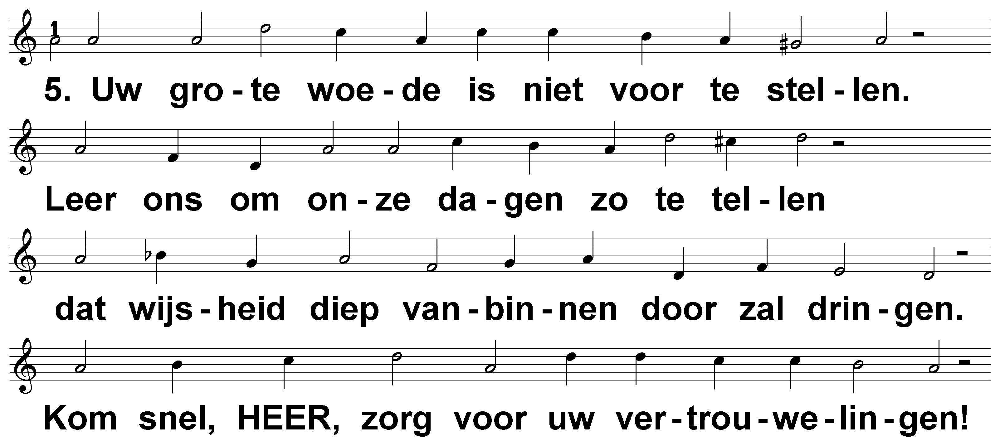 1
5. Uw gro - te woe - de is niet voor te stel - len.
Leer ons om on - ze da - gen zo te tel - len
dat wijs - heid diep van - bin - nen door zal drin - gen.
Kom snel, HEER, zorg voor uw ver - trou - we - lin - gen!